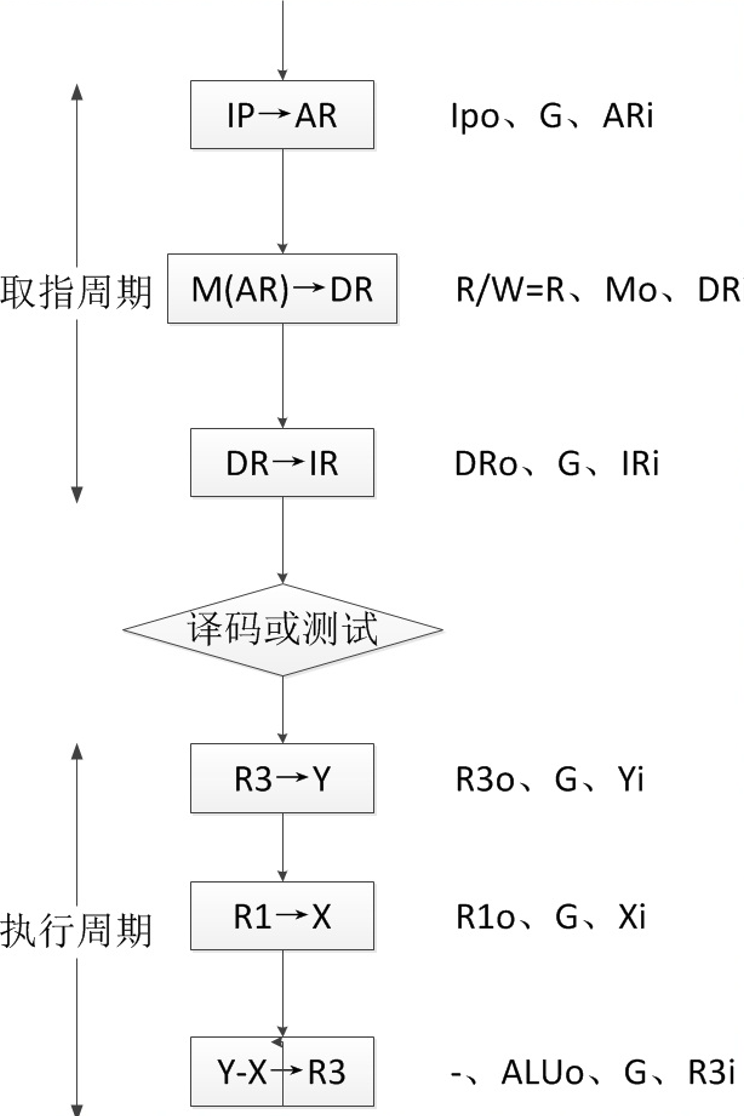 IP→AR Ipo、G、ARi
取指周期 M(AR)→DR R/W=R、Mo、DR
DR→IR DRo、G、IRi
译码或测试
R3→Y R3o、G、Yi
执行周期 R1→X R1o、G、Xi
Y-X→R3 -、ALUo、G、R3i